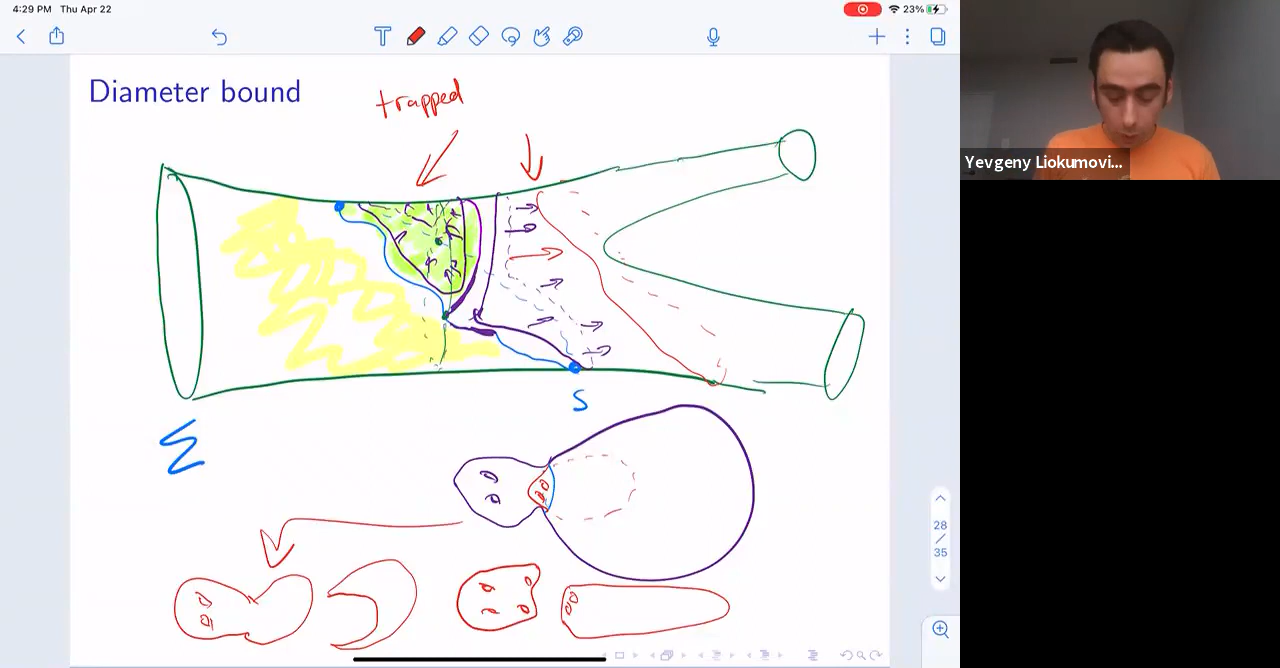 4:29 PM Thu Apr 22
23%
Diameter bound
trapped
Yevgeny Liokumovi...
S
Σ
28
35